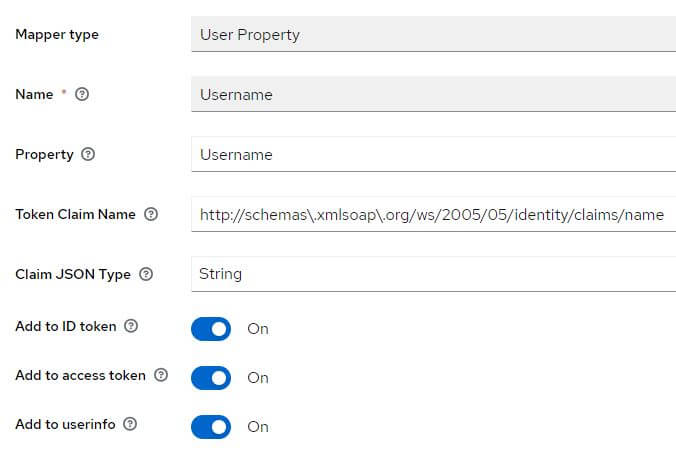 Mapper type User Property
Name * Username
Property Username
Token Claim Name http://schemas\.xmlsoap\.org/ws/2005/05/identity/claims/name
Claim JSON Type String
Add to ID token On
Add to access token On
Add to userinfo On